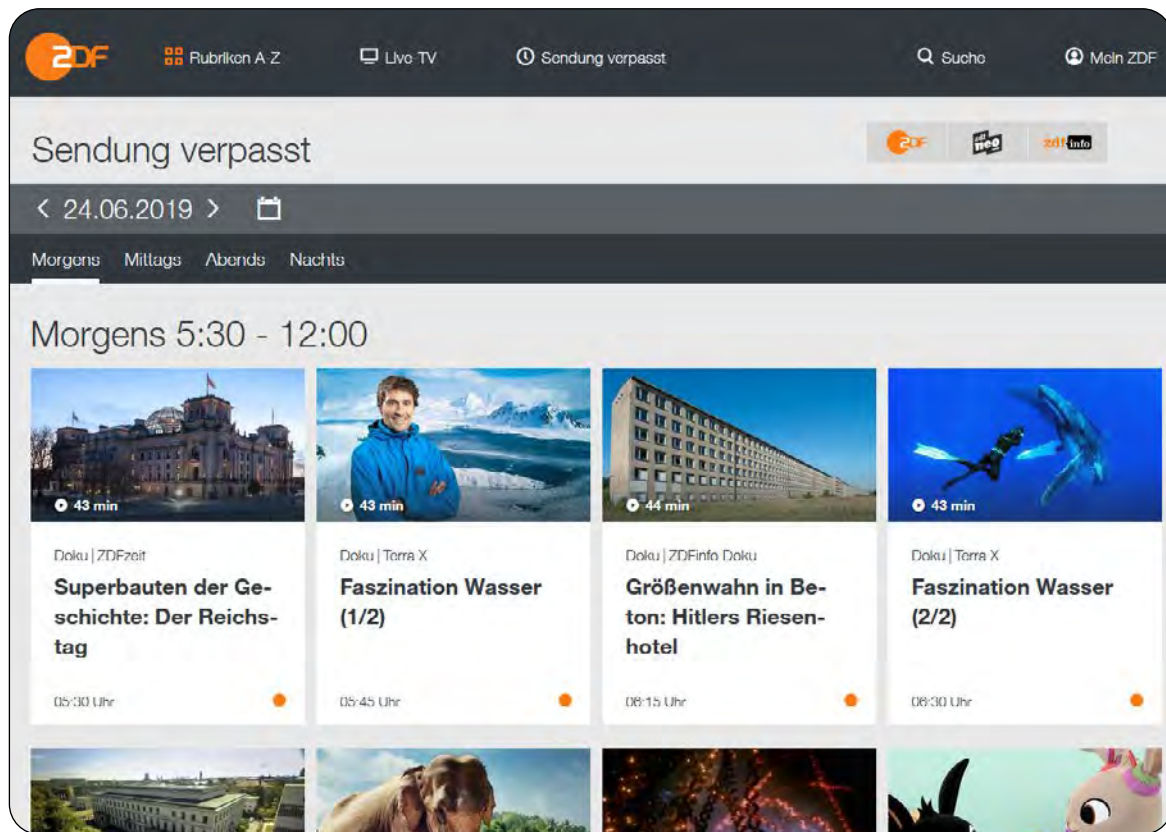 ZDF Rubriken A-Z Live-TV Sendung verpasst Suche Mein ZDF
Sendung verpasst
ZDF zdf neo zdf info
24.06.2019
Morgens Mittags Abends Nachts
Morgens 5:30 - 12:00
43 min
43 min
44 min
43 min
Doku | ZDFzeit
Superbauten der Ge-
schichte: Der Reichs-
tag
05:30 Uhr
Doku | Terra X
Faszination Wasser
(1/2)
05:45 Uhr
Doku | ZDFinfo Doku
Größenwahn in Be-
ton: Hitlers Riesen-
hotel
06:15 Uhr
Doku | Terra X
Faszination Wasser
(2/2)
06:30 Uhr